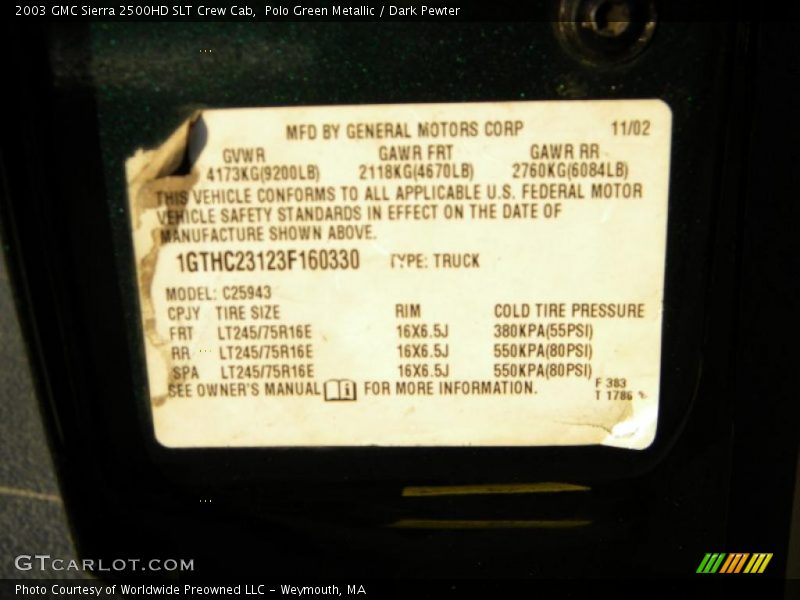 2003 GMC Sierra 2500HD SLT Crew Cab, Polo Green Metallic / Dark Pewter
MFD BY GENERAL MOTORS CORP 11/02
GVWR GAWR FRT GAWR RR
4173KG(9200LB) 2118KG(4670LB) 2760KG(6084LB)
THIS VEHICLE CONFORMS TO ALL APPLICABLE U.S. FEDERAL MOTOR
VEHICLE SAFETY STANDARDS IN EFFECT ON THE DATE OF
MANUFACTURE SHOWN ABOVE.
1GTHC23123F160330 TYPE: TRUCK
MODEL: C25943
CPJY TIRE SIZE RIM COLD TIRE PRESSURE
FRT LT245/75R16E 16X6.5J 380KPA(55PSI)
RR LT245/75R16E 16X6.5J 550KPA(80PSI)
SPA LT245/75R16E 16X6.5J 550KPA(80PSI)
SEE OWNER'S MANUAL i FOR MORE INFORMATION.
F 383
T 1786
GTCARLOT.COM
Photo Courtesy of Worldwide Preowned LLC - Weymouth, MA